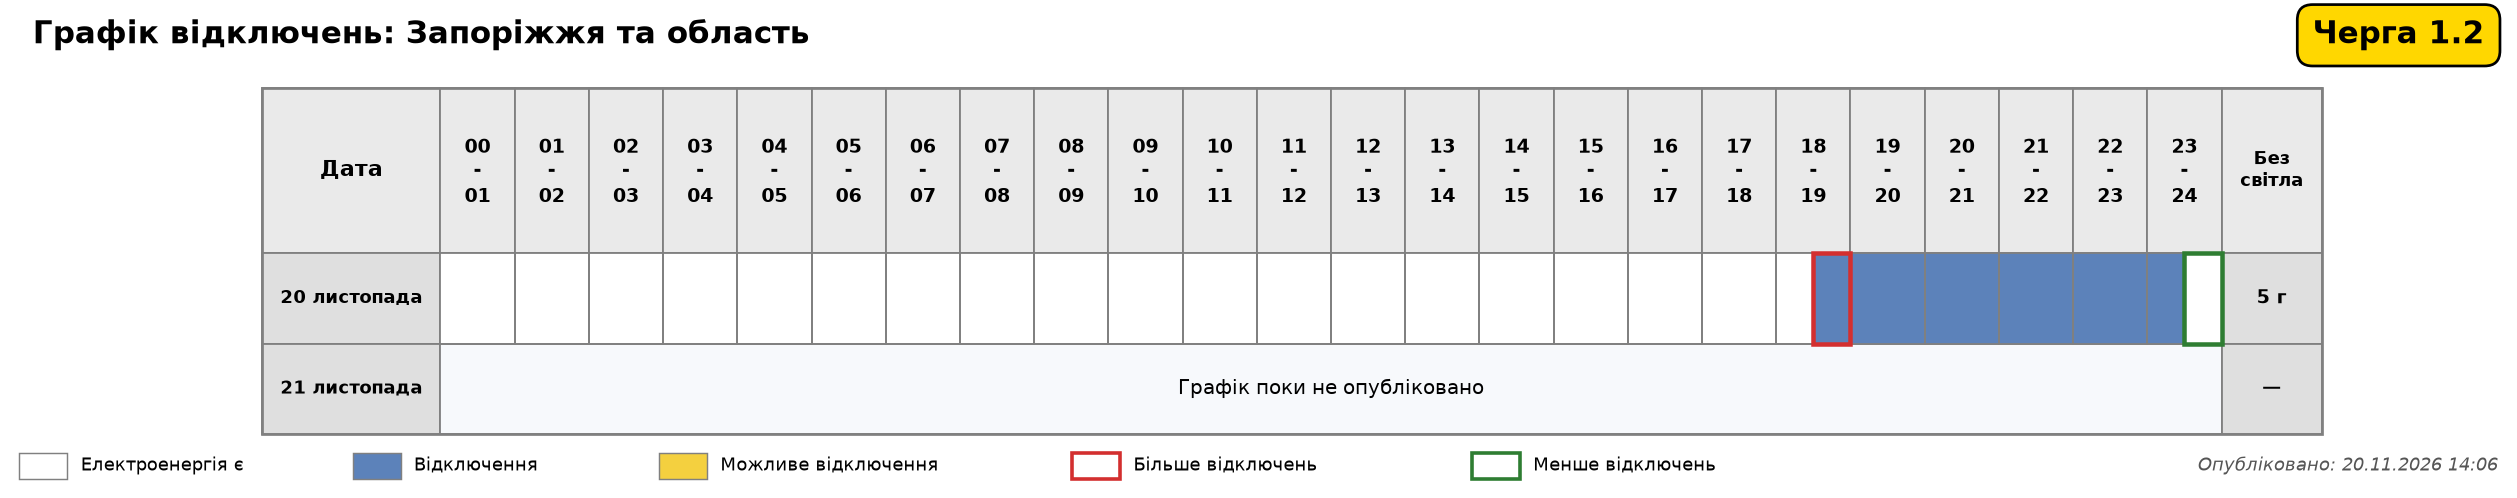 Графік відключень: Запоріжжя та область
Черга 1.2
Дата
00 - 01
01 - 02
02 - 03
03 - 04
04 - 05
05 - 06
06 - 07
07 - 08
08 - 09
09 - 10
10 - 11
11 - 12
12 - 13
13 - 14
14 - 15
15 - 16
16 - 17
17 - 18
18 - 19
19 - 20
20 - 21
21 - 22
22 - 23
23 - 24
Без
світла
20 листопада
5 г
21 листопада
Графік поки не опубліковано
—
Електроенергія є
Відключення
Можливе відключення
Більше відключень
Менше відключень
Опубліковано: 20.11.2026 14:06